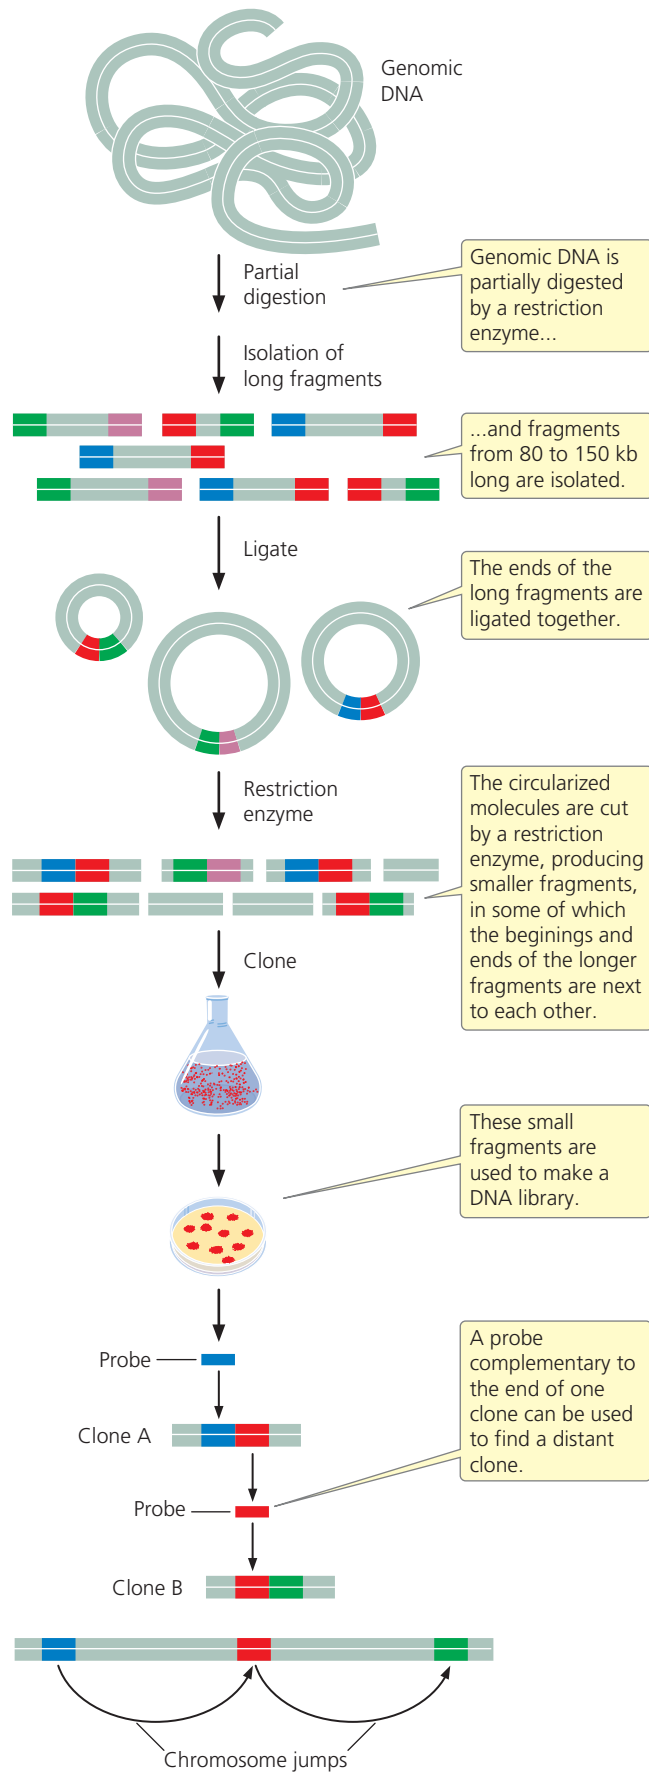 Genomic
DNA
Partial
digestion
Genomic DNA is
partially digested
by a restriction
enzyme...
Isolation of
long fragments
...and fragments
from 80 to 150 kb
long are isolated.
Ligate
The ends of the
long fragments are
ligated together.
Restriction
enzyme
The circularized
molecules are cut
by a restriction
enzyme, producing
smaller fragments,
in some of which
the beginings and
ends of the longer
fragments are next
to each other.
Clone
These small
fragments are
used to make a
DNA library.
Probe
A probe
complementary to
the end of one
clone can be used
to find a distant
clone.
Clone A
Probe
Clone B
Chromosome jumps